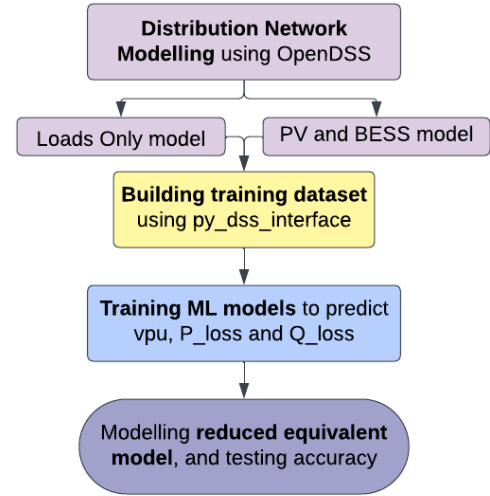 Distribution Network
Modelling using OpenDSS
Loads Only model
PV and BESS model
Building training dataset
using py_dss_interface
Training ML models to predict
vpu, P_loss and Q_loss
Modelling reduced equivalent
model, and testing accuracy